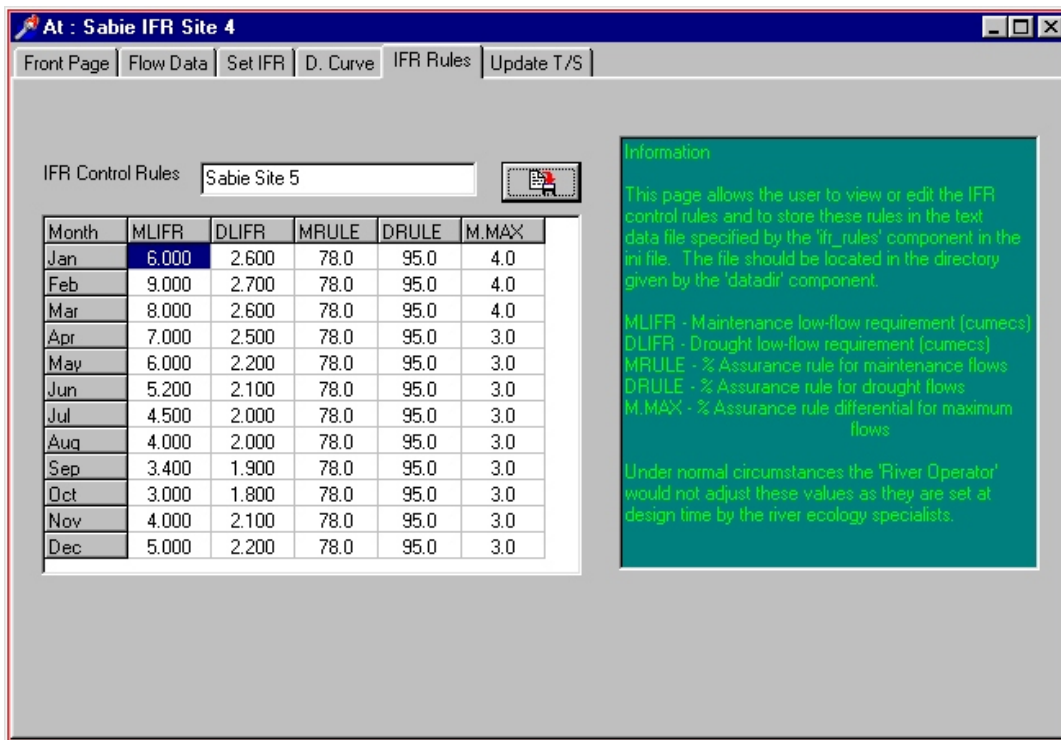 At : Sabie IFR Site 4
Front Page Flow Data Set IFR D. Curve IFR Rules Update T/S
IFR Control Rules Sabie Site 5
Month MLIFR DLIFR MRULE DRULE M.MAX
Jan 6.000 2.600 78.0 95.0 4.0
Feb 9.000 2.700 78.0 95.0 4.0
Mar 8.000 2.600 78.0 95.0 4.0
Apr 7.000 2.500 78.0 95.0 3.0
May 6.000 2.200 78.0 95.0 3.0
Jun 5.200 2.100 78.0 95.0 3.0
Jul 4.500 2.000 78.0 95.0 3.0
Aug 4.000 2.000 78.0 95.0 3.0
Sep 3.400 1.900 78.0 95.0 3.0
Oct 3.000 1.800 78.0 95.0 3.0
Nov 4.000 2.100 78.0 95.0 3.0
Dec 5.000 2.200 78.0 95.0 3.0
Information
This page allows the user to view or edit the IFR
control rules and to store these rules in the text
data file specified by the 'ifr_rules' component in the
ini file. The file should be located in the directory
given by the 'datadir' component.
MLIFR - Maintenance low-flow requirement (cumecs)
DLIFR - Drought low-flow requirement (cumecs)
MRULE - % Assurance rule for maintenance flows
DRULE - % Assurance rule for drought flows
M.MAX - % Assurance rule differential for maximum
flows
Under normal circumstances the 'River Operator'
would not adjust these values as they are set at
design time by the river ecology specialists.